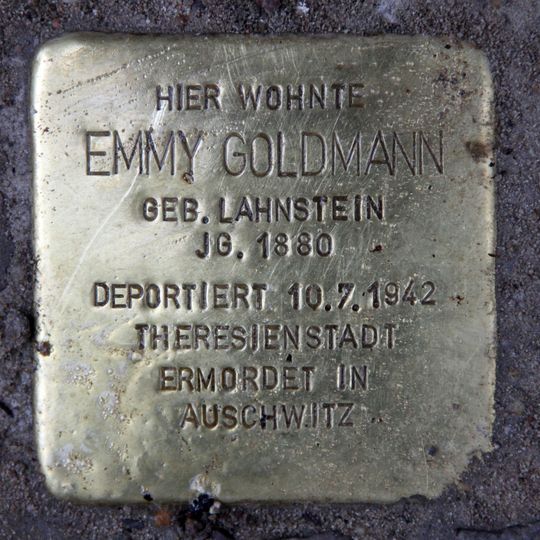 HIER WOHNTE
EMMY GOLDMANN
GEB. LAHNSTEIN
JG. 1880
DEPORTIERT 10.7.1942
THERESIENSTADT
ERMORDET IN
AUSCHWITZ